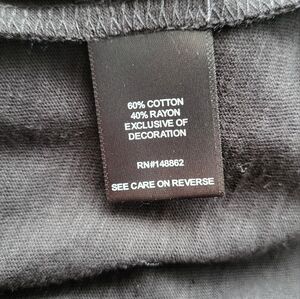 60% COTTON
40% RAYON
EXCLUSIVE OF
DECORATION
RN#148862
SEE CARE ON REVERSE